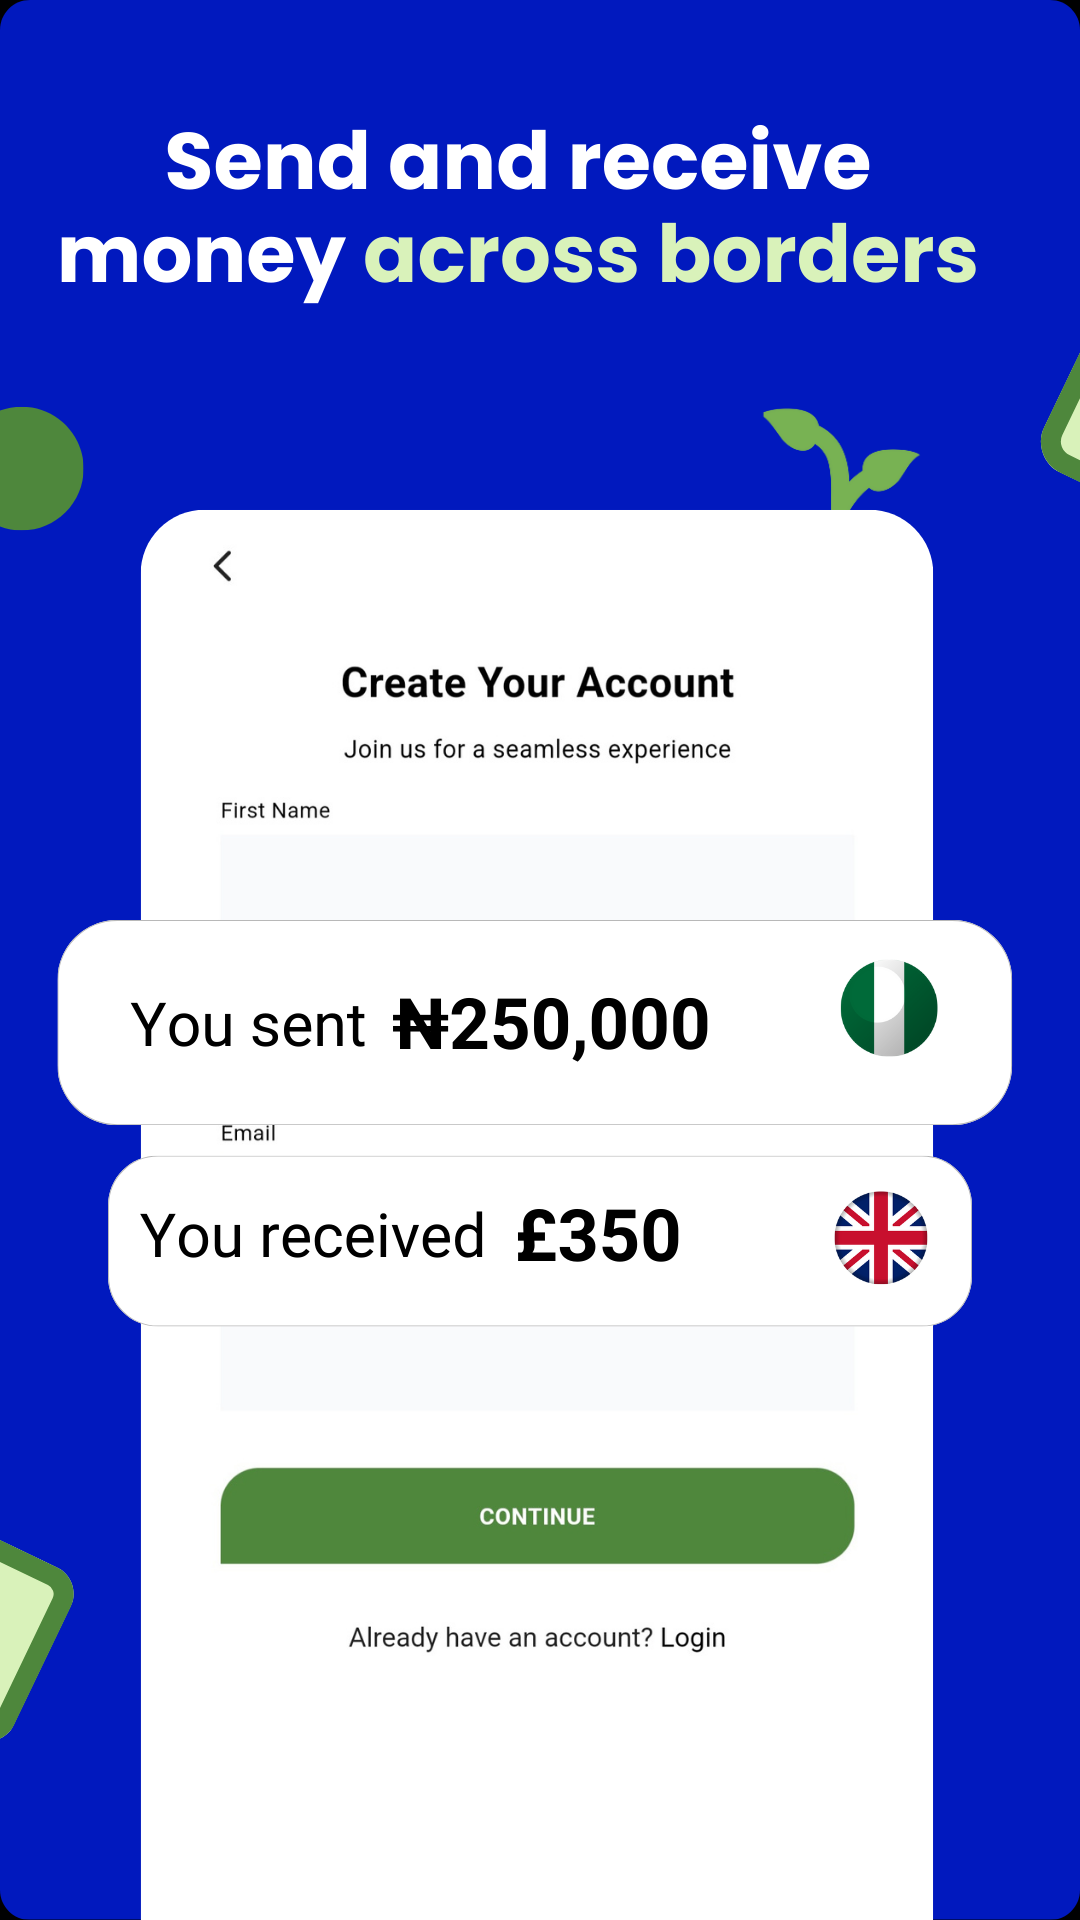 Send and receive
money across borders
Create Your Account
Join us for a seamless experience
First Name
You sent ₦250,000
Email
You received £350
CONTINUE
Already have an account? Login